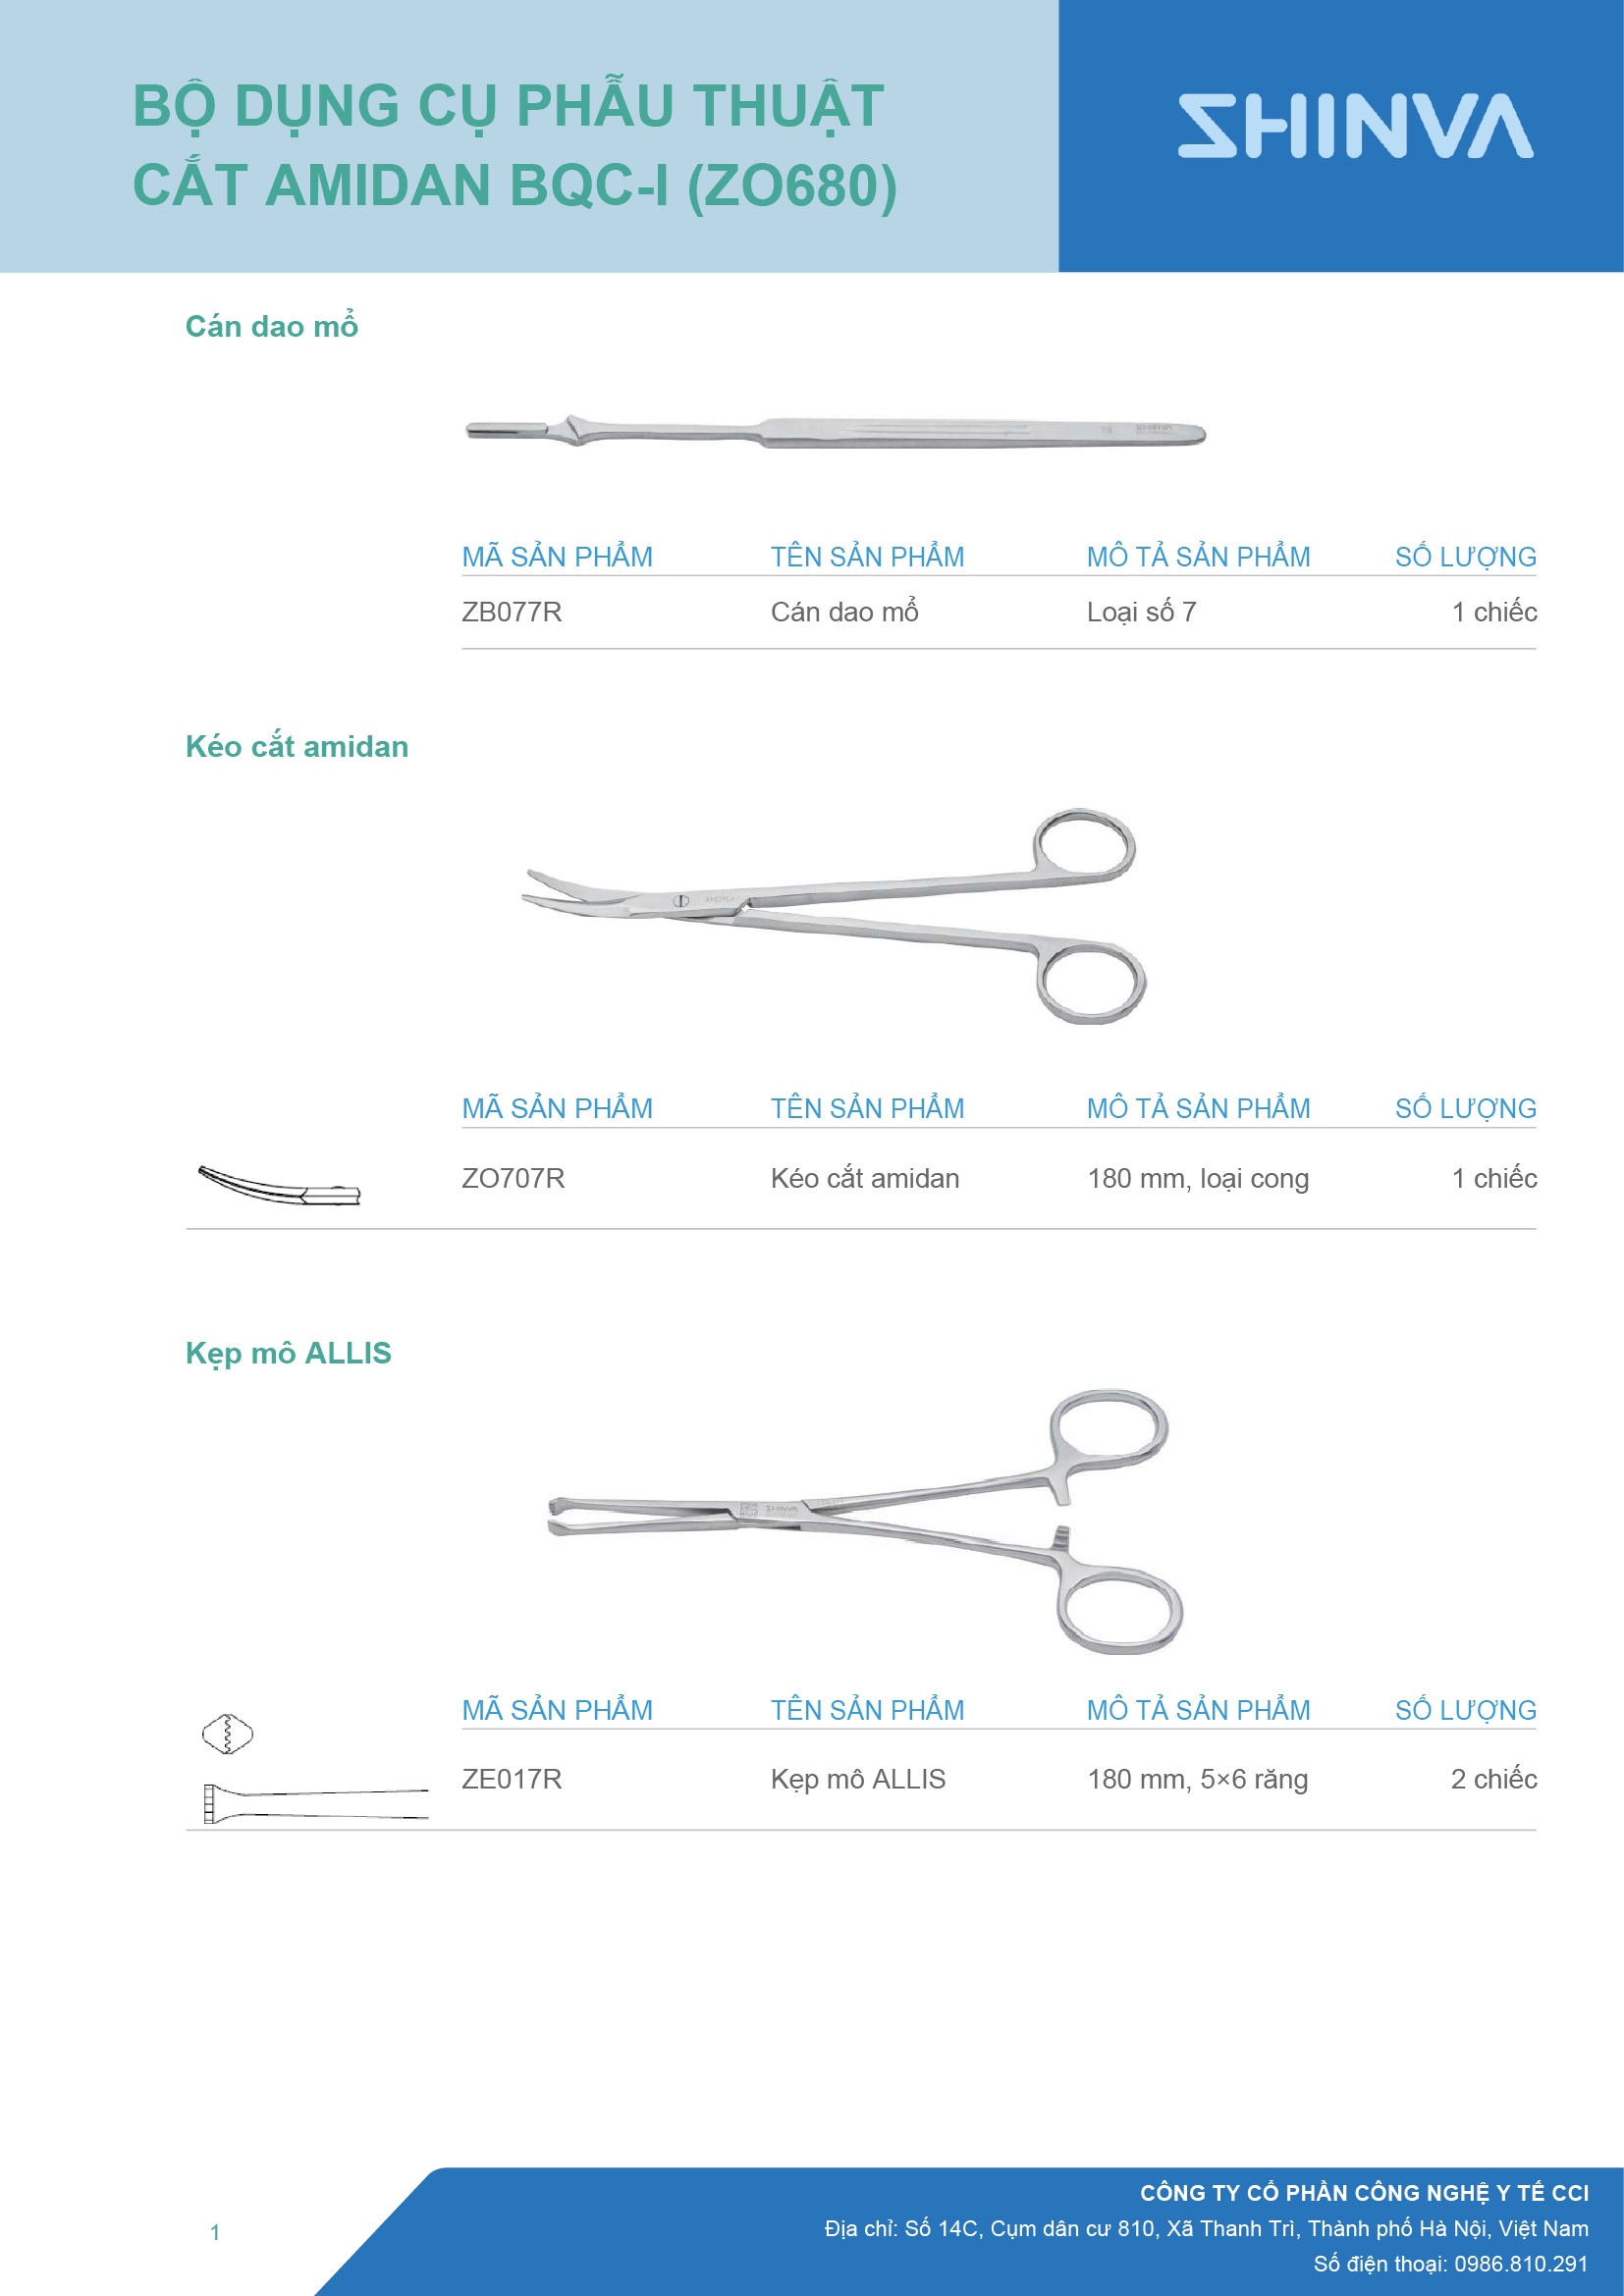 BỘ DỤNG CỤ PHẪU THUẬT
CẮT AMIDAN BQC-I (ZO680)
SHINVA
Cán dao mổ
SHINVA
MÃ SẢN PHẨM TÊN SẢN PHẨM MÔ TẢ SẢN PHẨM SỐ LƯỢNG
ZB077R Cán dao mổ Loại số 7 1 chiếc
Kéo cắt amidan
MÃ SẢN PHẨM TÊN SẢN PHẨM MÔ TẢ SẢN PHẨM SỐ LƯỢNG
ZO707R Kéo cắt amidan 180 mm, loại cong 1 chiếc
Kẹp mô ALLIS
SHINVA
MÃ SẢN PHẨM TÊN SẢN PHẨM MÔ TẢ SẢN PHẨM SỐ LƯỢNG
ZE017R Kẹp mô ALLIS 180 mm, 5×6 răng 2 chiếc
CÔNG TY CỔ PHẦN CÔNG NGHỆ Y TẾ CCI
1 Địa chỉ: Số 14C, Cụm dân cư 810, Xã Thanh Trì, Thành phố Hà Nội, Việt Nam
Số điện thoại: 0986.810.291